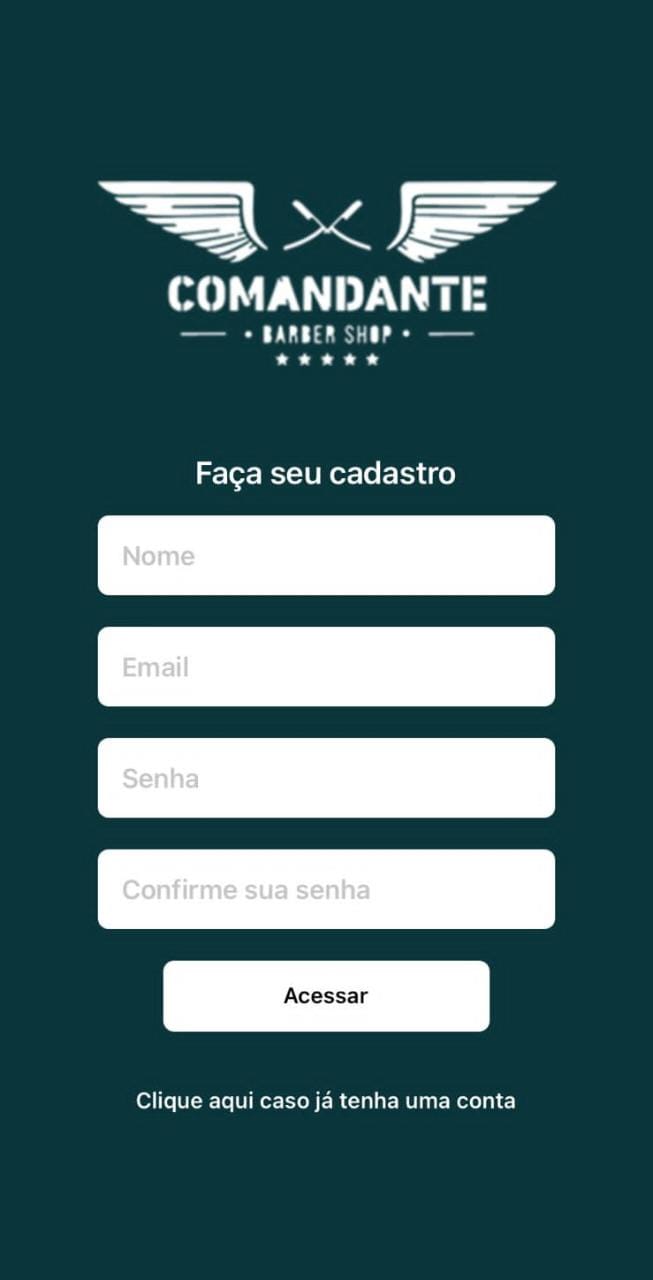 COMANDANTE
• BARBER SHOP •
Faça seu cadastro
Nome
Email
Senha
Confirme sua senha
Acessar
Clique aqui caso já tenha uma conta